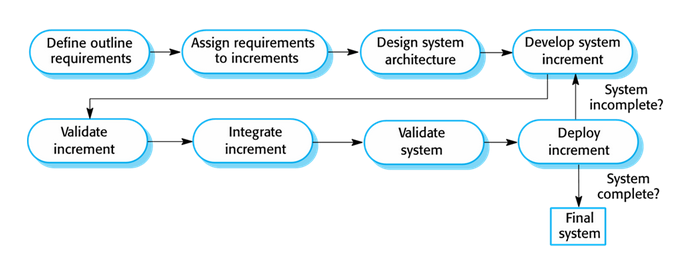 Define outline
requirements
Assign requirements
to increments
Design system
architecture
Develop system
increment
System
incomplete?
Validate
increment
Integrate
increment
Validate
system
Deploy
increment
System
complete?
Final
system